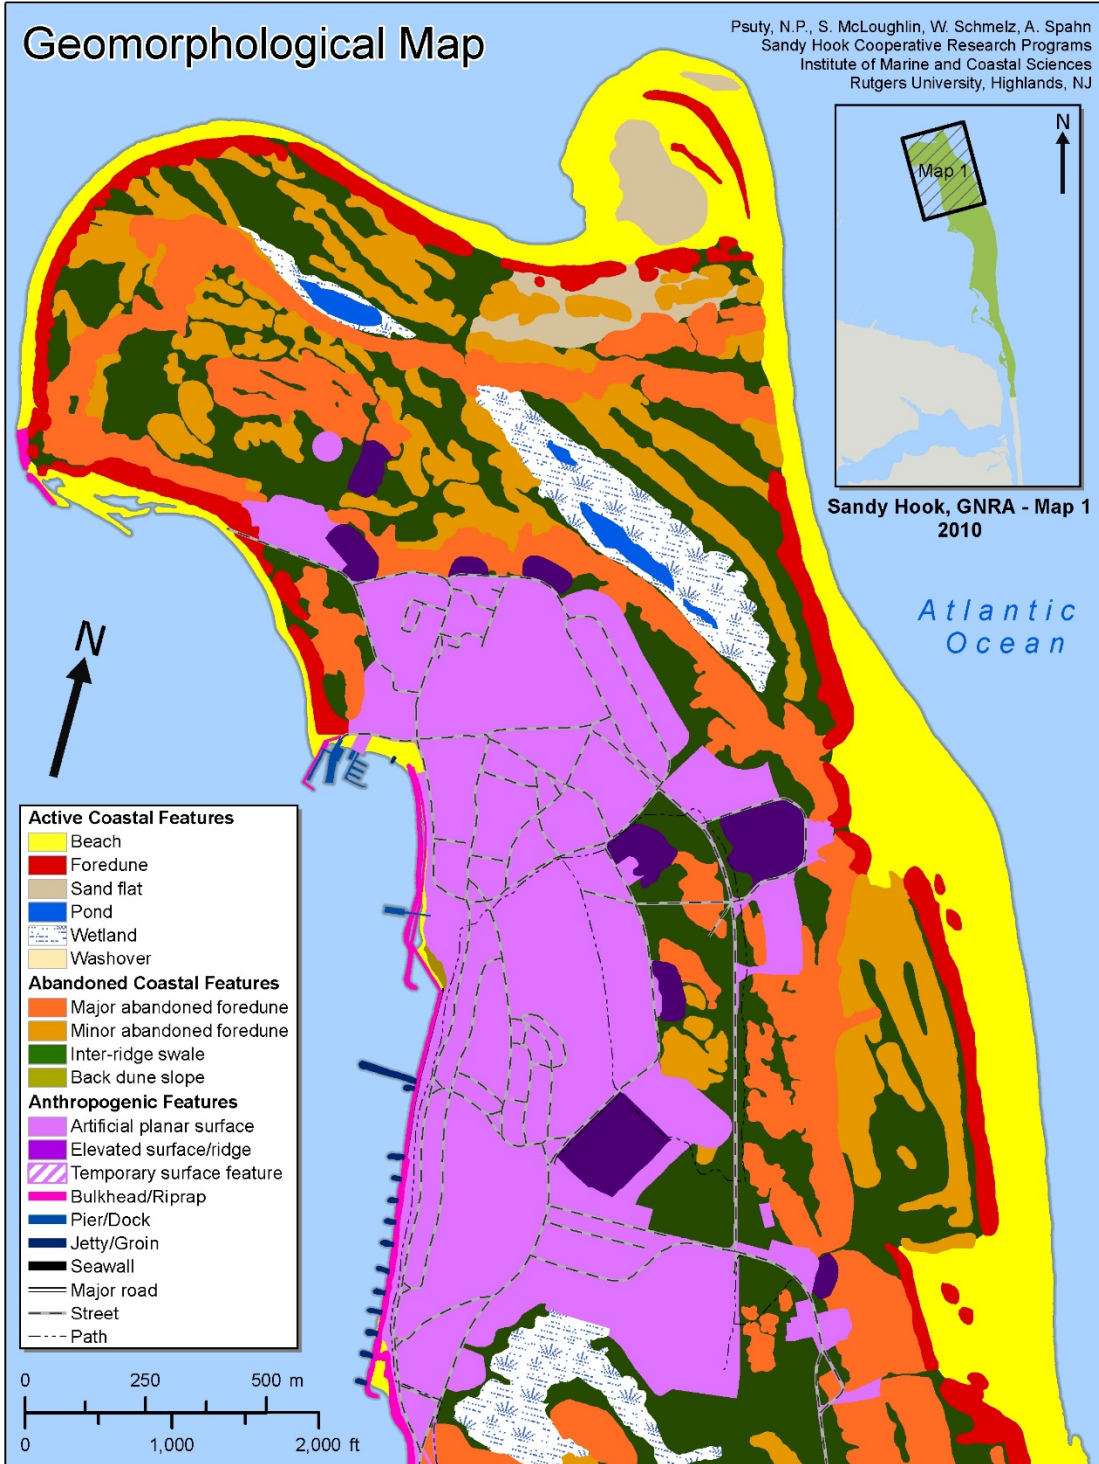 Geomorphological Map
Psuty, N.P., S. McLoughlin, W. Schmelz, A. Spahn
Sandy Hook Cooperative Research Programs
Institute of Marine and Coastal Sciences
Rutgers University, Highlands, NJ
N
Map 1
Sandy Hook, GNRA - Map 1
2010
Atlantic
Ocean
N
Active Coastal Features
Beach
Foredune
Sand flat
Pond
Wetland
Washover
Abandoned Coastal Features
Major abandoned foredune
Minor abandoned foredune
Inter-ridge swale
Back dune slope
Anthropogenic Features
Artificial planar surface
Elevated surface/ridge
Temporary surface feature
Bulkhead/Riprap
Pier/Dock
Jetty/Groin
Seawall
Major road
Street
Path
0 250 500 m
0 1,000 2,000 ft